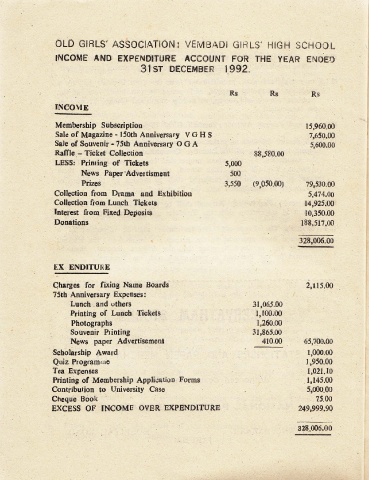 OLD GIRLS' ASSOCIATION: VEMBADI GIRLS' HIGH SCHOOL
INCOME AND EXPENDITURE ACCOUNT FOR THE YEAR ENDED
31ST DECEMBER 1992.
Rs Rs Rs
INCOME
Membership Subscription 15,960.00
Sale of Magazine - 150th Anniversary V G H S 7,650.00
Sale of Souvenir - 75th Anniversary O G A 5,600.00
Raffle - Ticket Collection 88,580.00
LESS: Printing of Tickets 5,000
News Paper Advertisment 500
Prizes 3,550 (9,050.00) 79,530.00
Collection from Drama and Exhibition 5,474.00
Collection from Lunch Tickets 14,925.00
Interest from Fixed Deposits 10,350.00
Donations 188,517.00
328,006.00
EX ENDITURE
Charges for fixing Name Boards 2,115.00
75th Anniversary Expenses:
Lunch and others 31,065.00
Printing of Lunch Tickets 1,100.00
Photographs 1,260.00
Souvenir Printing 31,865.00
News paper Advertisement 410.00 65,700.00
Scholarship Award 1,000.00
Quiz Programme 1,950.00
Tea Expenses 1,021.10
Printing of Membership Application Forms 1,145.00
Contribution to University Case 5,000.00
Cheque Book 75.00
EXCESS OF INCOME OVER EXPENDITURE 249,999.90
328,006.00